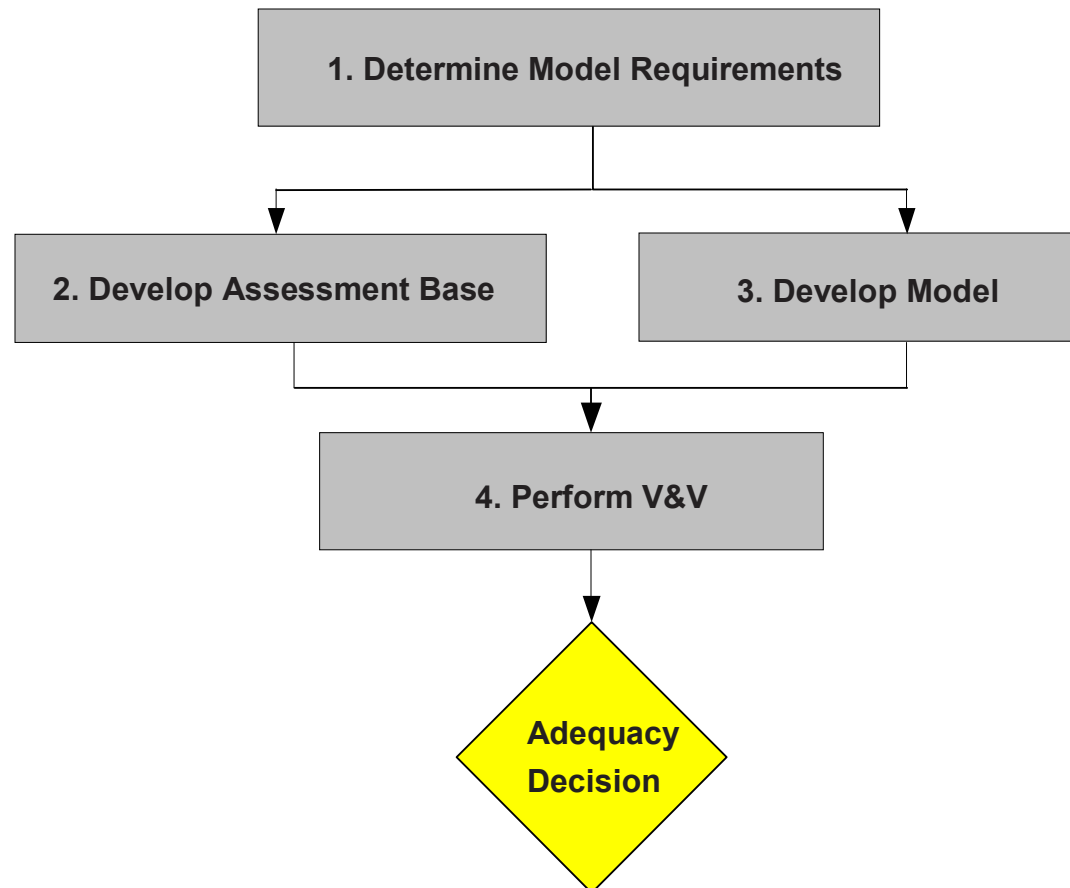 1. Determine Model Requirements
2. Develop Assessment Base
3. Develop Model
4. Perform V&V
Adequacy
Decision